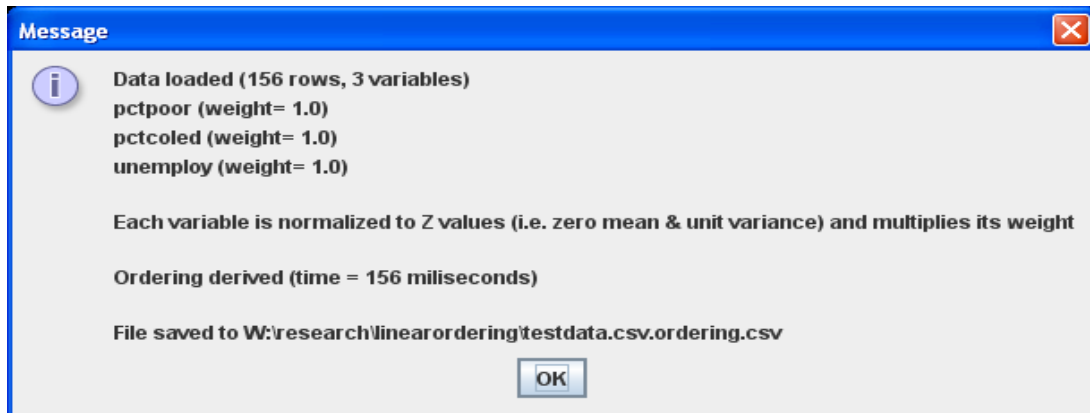 Message
Data loaded (156 rows, 3 variables)
pctpoor (weight= 1.0)
pctcoled (weight= 1.0)
unemploy (weight= 1.0)
Each variable is normalized to Z values (i.e. zero mean & unit variance) and multiplies its weight
Ordering derived (time = 156 miliseconds)
File saved to W:\research\linearordering\testdata.csv.ordering.csv
OK